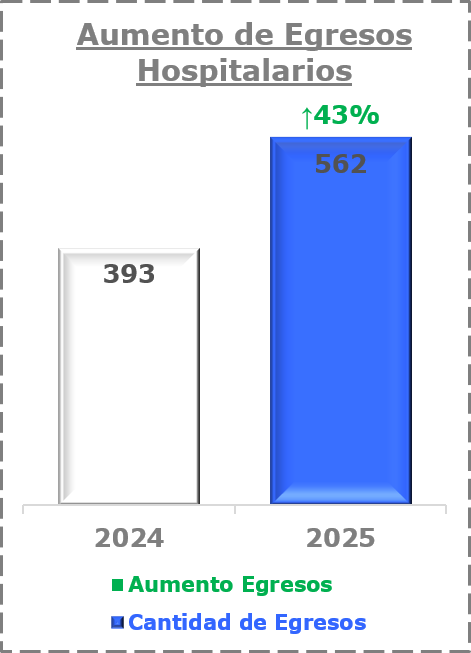 Aumento de Egresos
Hospitalarios
↑43%
562
393
2024
2025
Aumento Egresos
Cantidad de Egresos